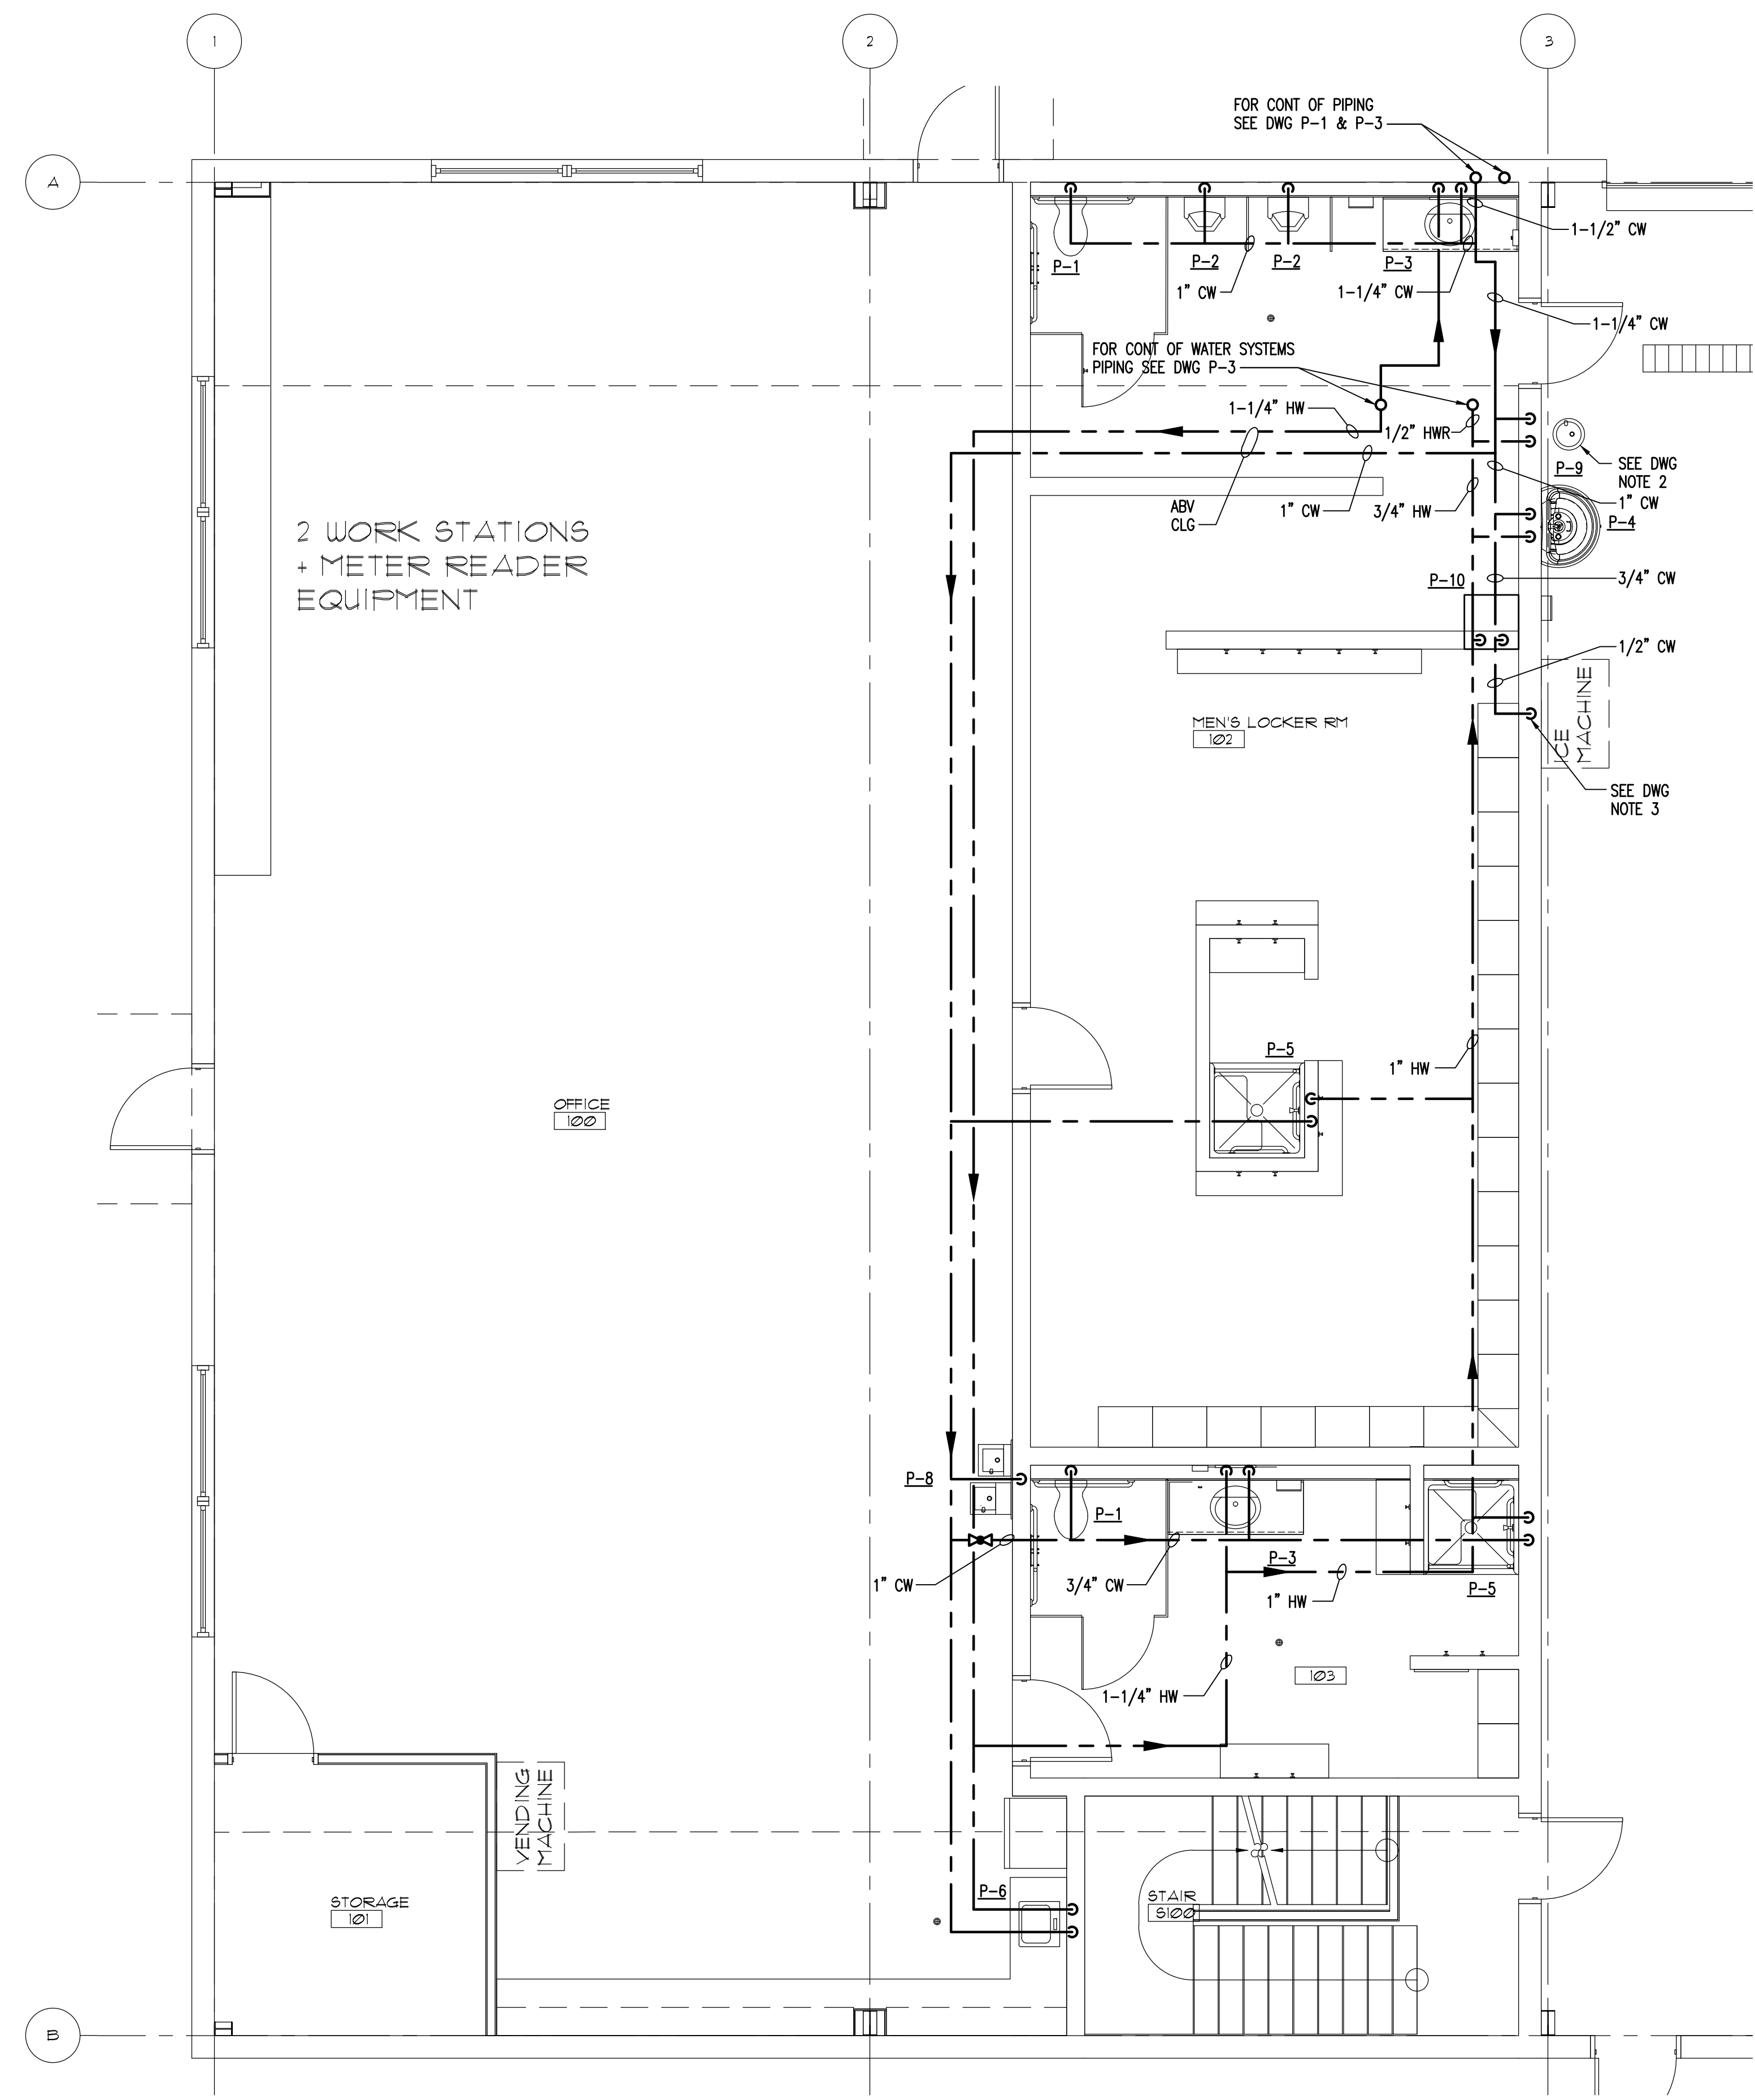 1
2
3
FOR CONT OF PIPING
SEE DWG P-1 & P-3
A
1-1/2" CW
P-1
P-2
P-2
P-3
1" CW
1-1/4" CW
1-1/4" CW
FOR CONT OF WATER SYSTEMS
PIPING SEE DWG P-3
1-1/4" HW
1/2" HWR
P-9
SEE DWG
NOTE 2
1" CW
P-4
ABV
CLG
1" CW
3/4" HW
2 WORK STATIONS
+ METER READER
EQUIPMENT
P-10
3/4" CW
1/2" CW
ICE
MACHINE
MEN'S LOCKER RM
102
SEE DWG
NOTE 3
P-5
1" HW
OFFICE
100
P-8
P-1
1" CW
3/4" CW
P-3
1" HW
P-5
103
1-1/4" HW
VENDING
MACHINE
P-6
STORAGE
101
STAIR
S100
B